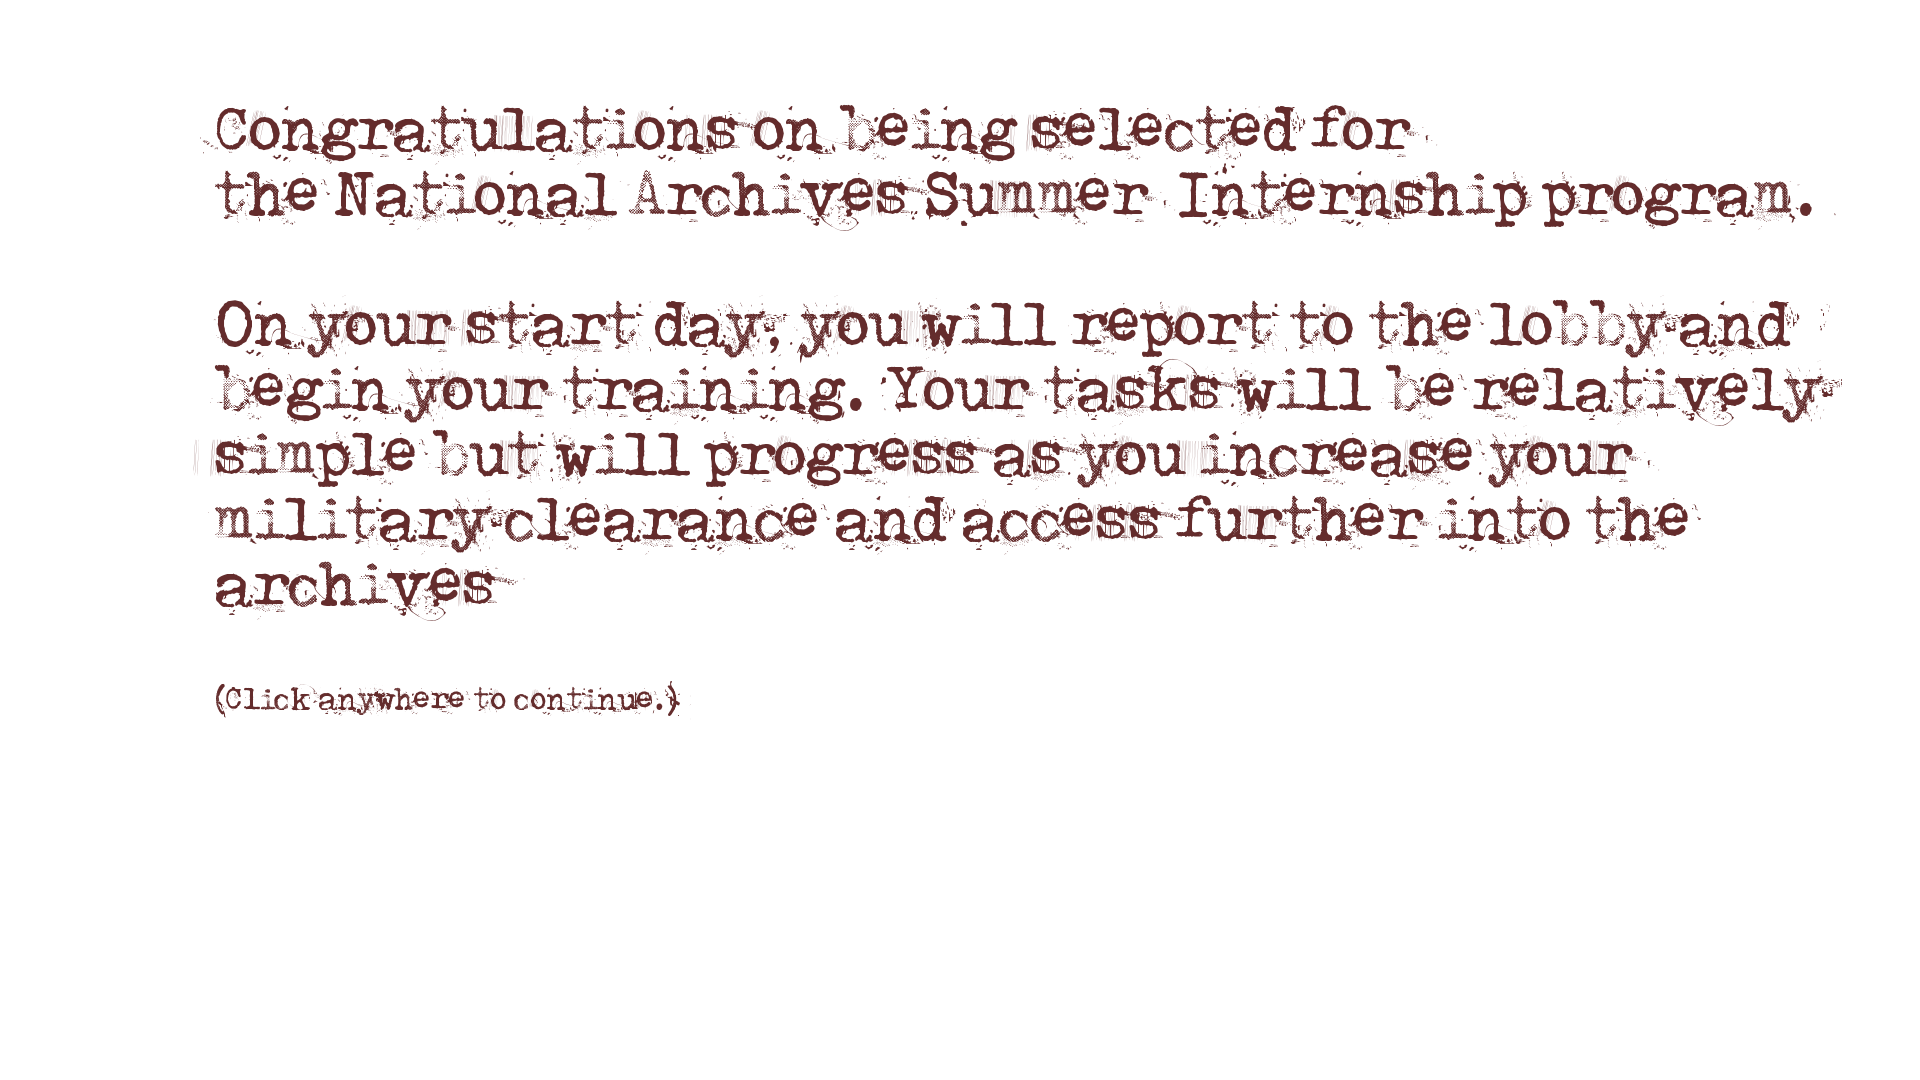 Congratulations on being selected for
the National Archives Summer Internship program.
On your start day, you will report to the lobby and
begin your training. Your tasks will be relatively
simple but will progress as you increase your
military clearance and access further into the
archives
(Click anywhere to continue.)